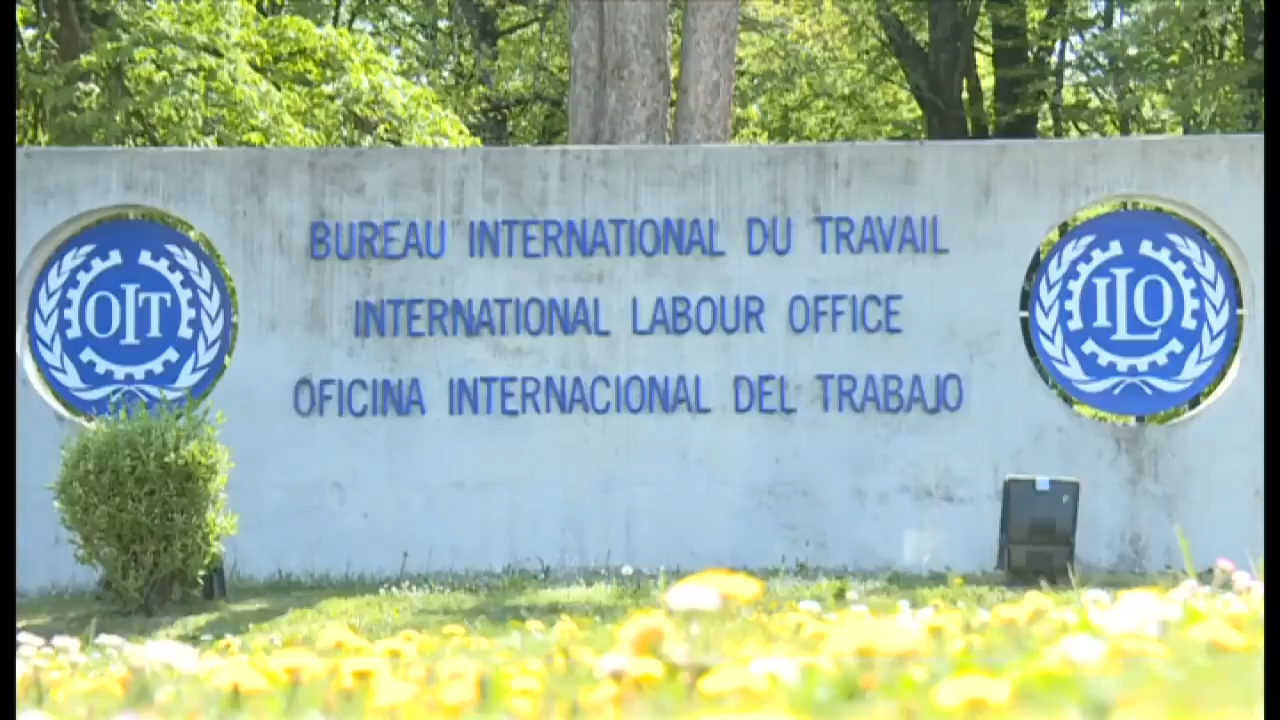 BUREAU INTERNATIONAL DU TRAVAIL
INTERNATIONAL LABOUR OFFICE
OFICINA INTERNACIONAL DEL TRABAJO
OIT
ILO